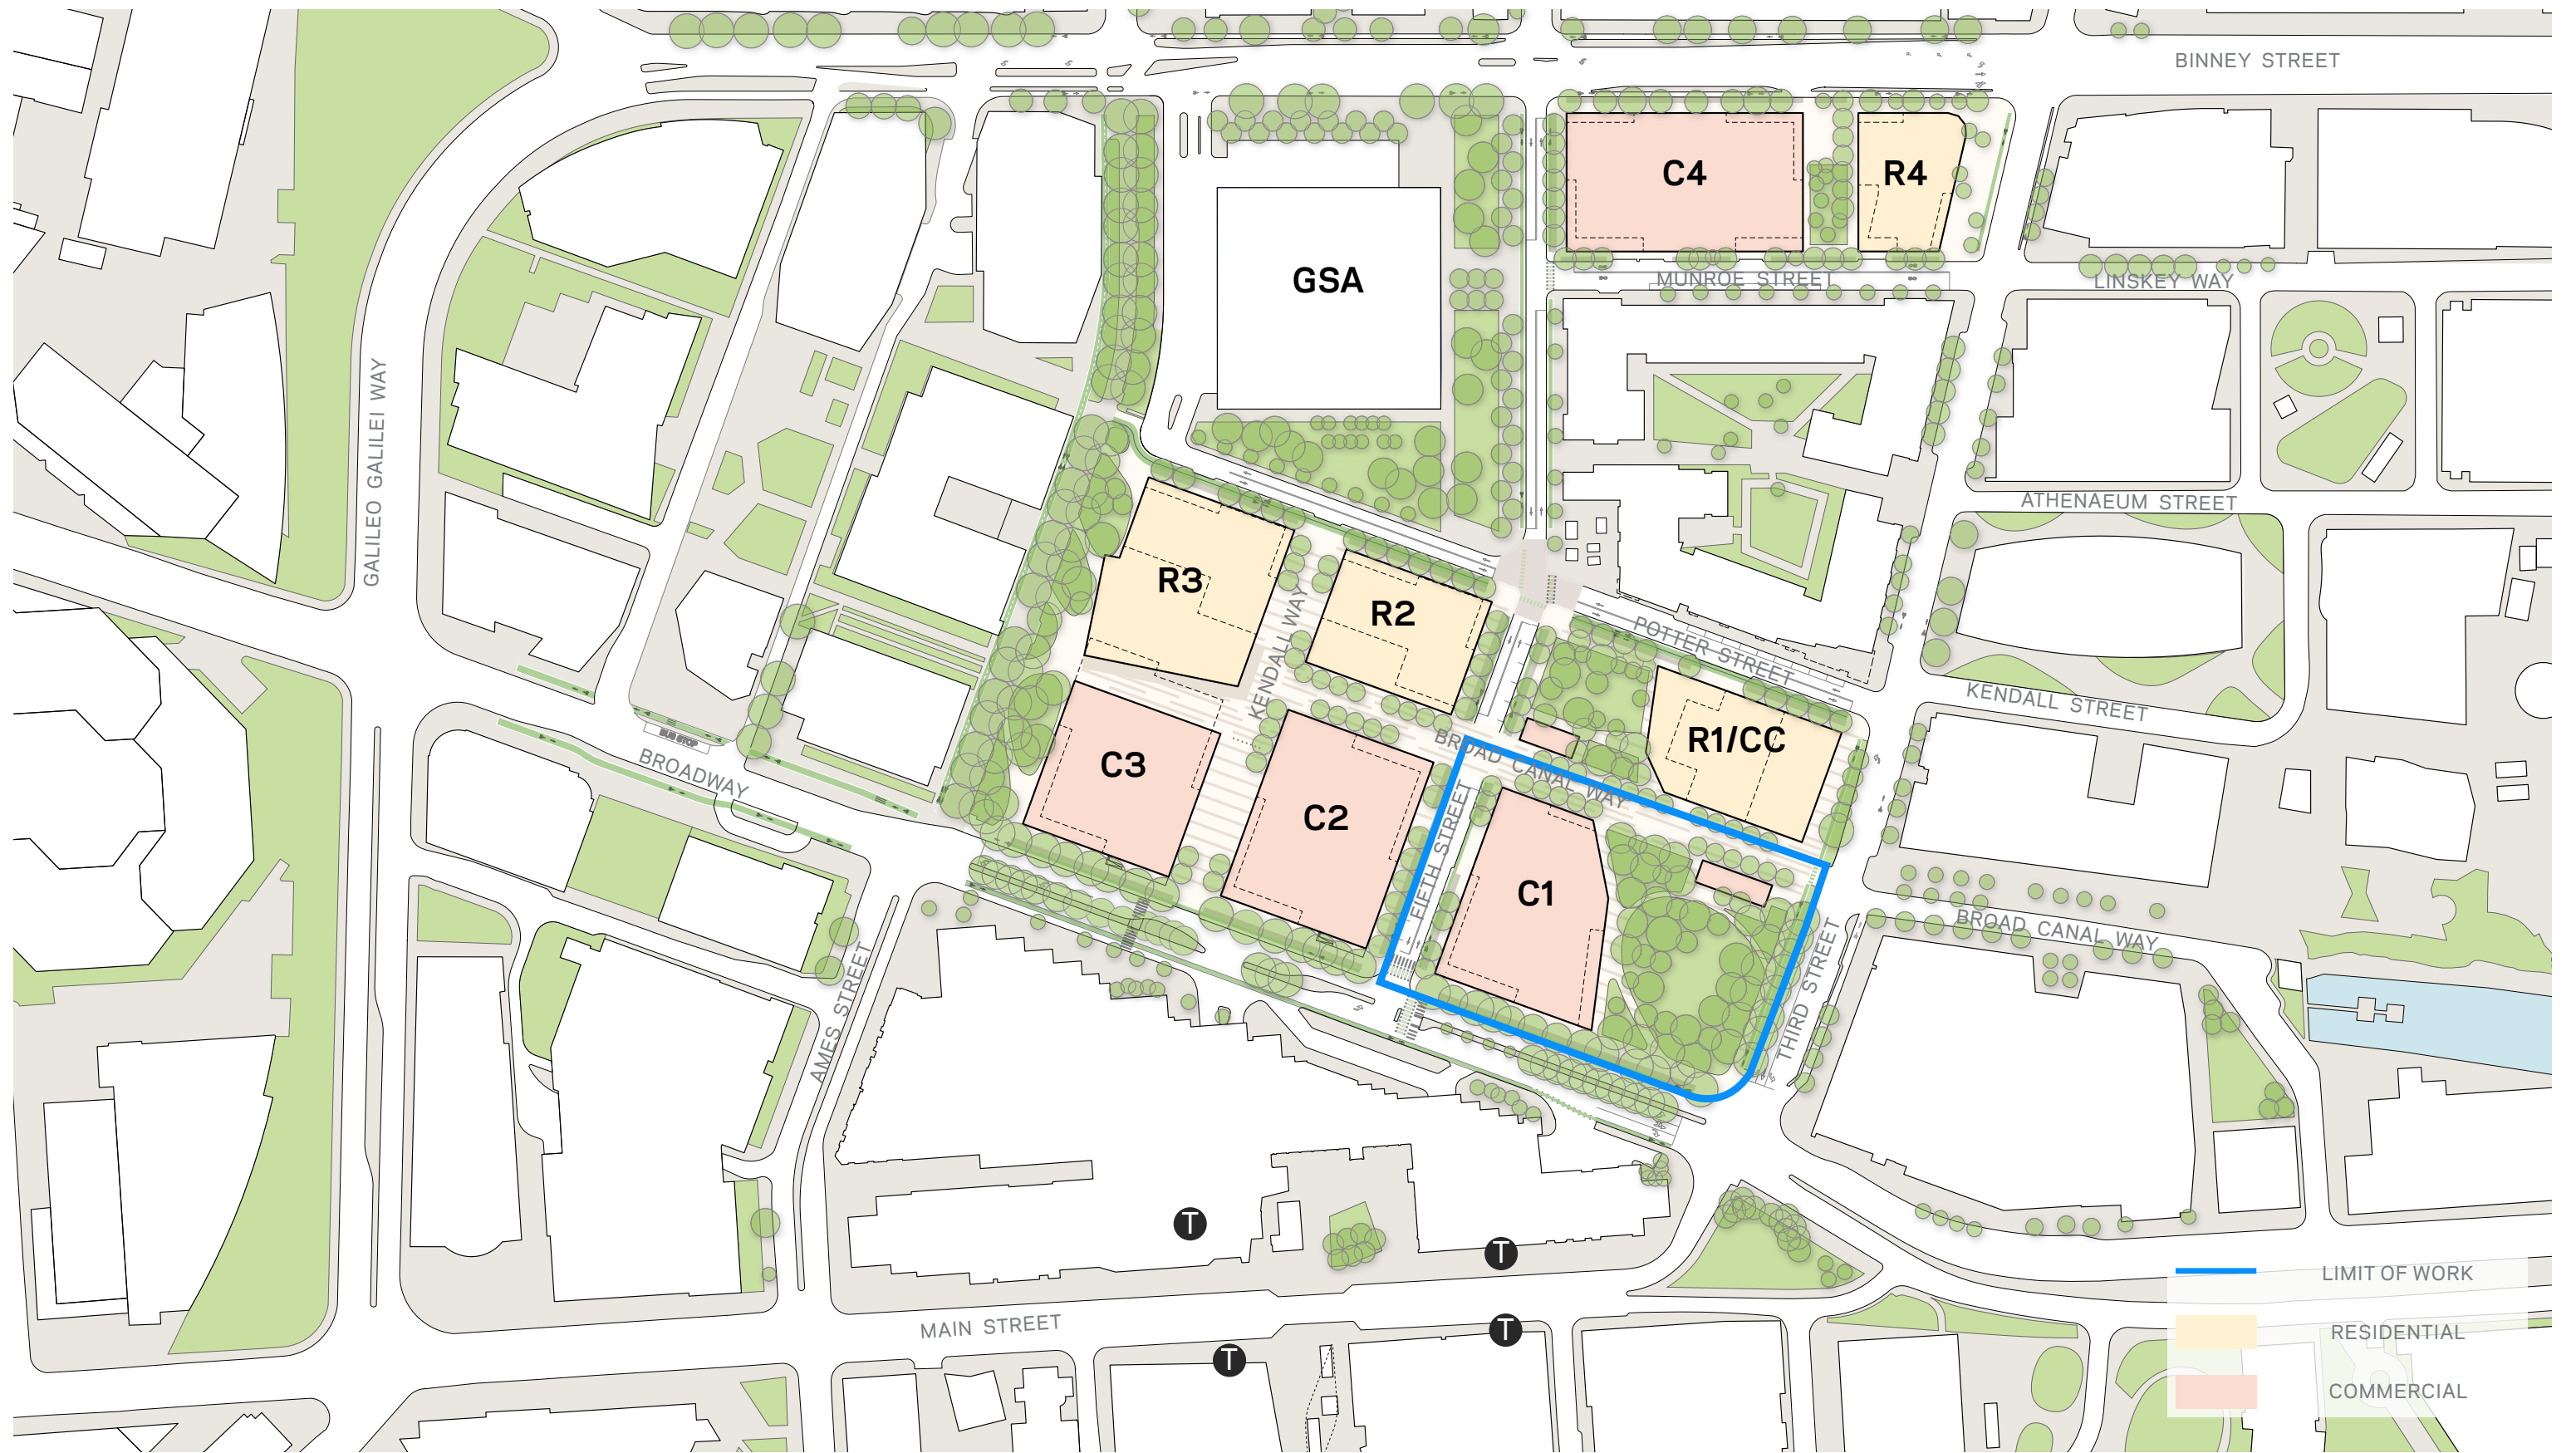 BINNEY STREET
C4
R4
GSA
MUNROE STREET
LINSKEY WAY
GALILEO GALILEI WAY
ATHENAEUM STREET
R3
R2
KENDALL WAY
POTTER STREET
KENDALL STREET
BUS STOP
BROADWAY
C3
C2
BROAD CANAL WAY
R1/CC
FIFTH STREET
C1
BROAD CANAL WAY
THIRD STREET
AMES STREET
T
T
MAIN STREET
T
T
LIMIT OF WORK
RESIDENTIAL
COMMERCIAL